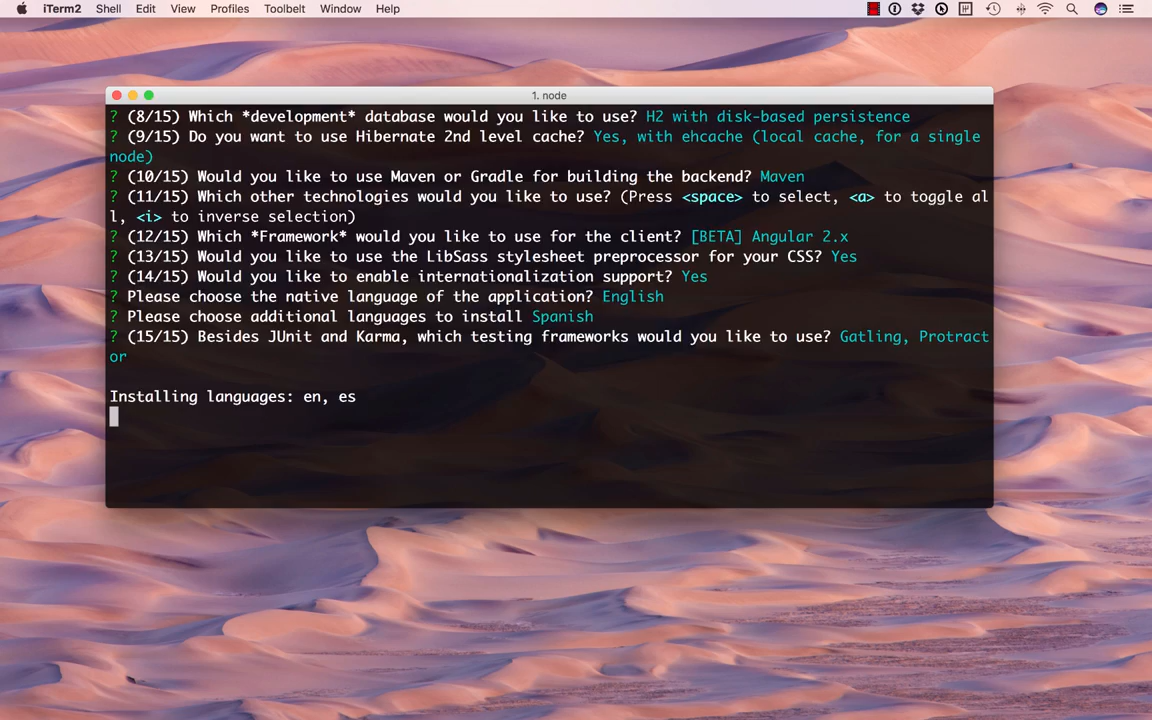 iTerm2 Shell Edit View Profiles Toolbelt Window Help
1. node
? (8/15) Which *development* database would you like to use? H2 with disk-based persistence
? (9/15) Do you want to use Hibernate 2nd level cache? Yes, with ehcache (local cache, for a single
node)
? (10/15) Would you like to use Maven or Gradle for building the backend? Maven
? (11/15) Which other technologies would you like to use? (Press <space> to select, <a> to toggle al
l, <i> to inverse selection)
? (12/15) Which *Framework* would you like to use for the client? [BETA] Angular 2.x
? (13/15) Would you like to use the LibSass stylesheet preprocessor for your CSS? Yes
? (14/15) Would you like to enable internationalization support? Yes
? Please choose the native language of the application? English
? Please choose additional languages to install Spanish
? (15/15) Besides JUnit and Karma, which testing frameworks would you like to use? Gatling, Protract
or
Installing languages: en, es